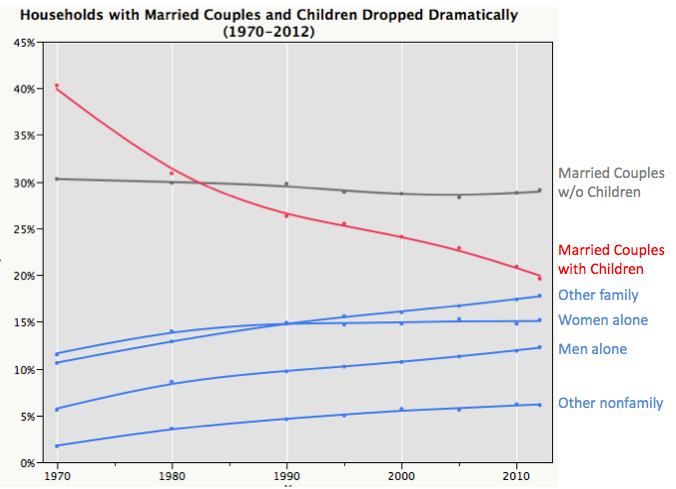 Households with Married Couples and Children Dropped Dramatically
(1970-2012)
45%
40%
35%
30%
25%
20%
15%
10%
5%
0%
1970
1980
1990
2000
2010
Married Couples
w/o Children
Married Couples
with Children
Other family
Women alone
Men alone
Other nonfamily